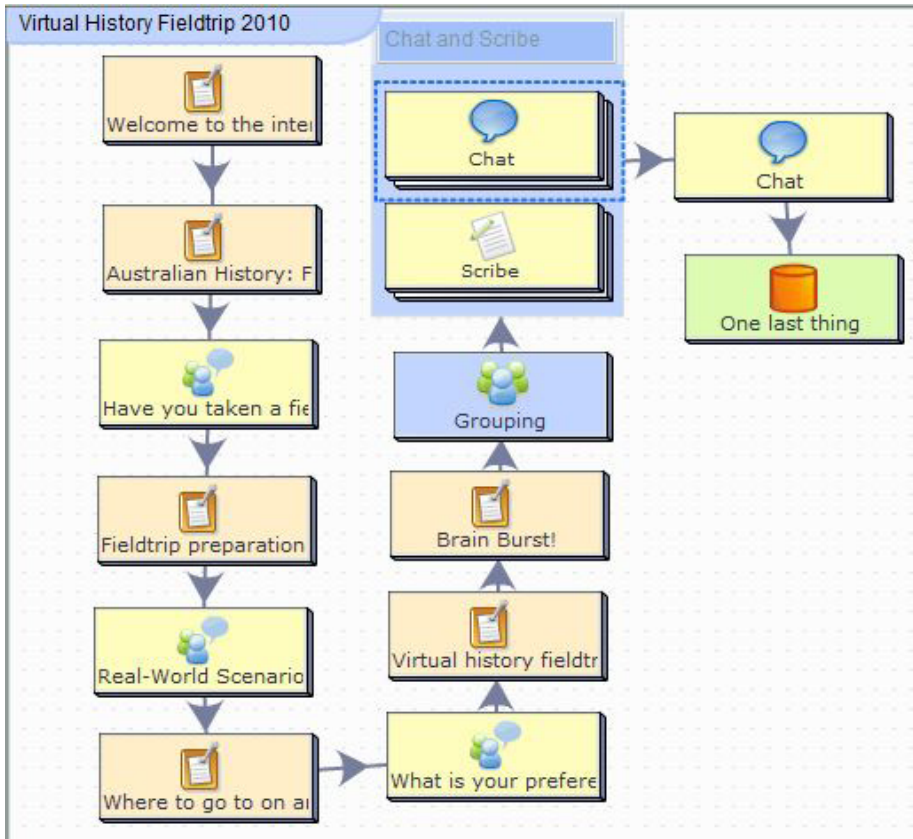 Virtual History Fieldtrip 2010
Welcome to the inter
Australian History: F
Have you taken a fie
Fieldtrip preparation
Real-World Scenario
Where to go to on an
What is your prefere
Virtual history fieldtr
Brain Burst!
Grouping
Chat and Scribe
Chat
Scribe
Chat
One last thing